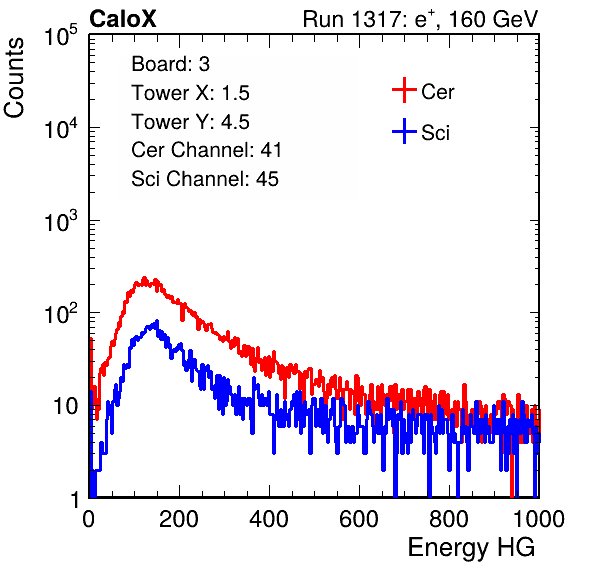 CaloX
Run 1317: e+, 160 GeV
Counts
10^5
10^4
10^3
10^2
10
1
Board: 3
Tower X: 1.5
Tower Y: 4.5
Cer Channel: 41
Sci Channel: 45
Cer
Sci
0 200 400 600 800 1000
Energy HG